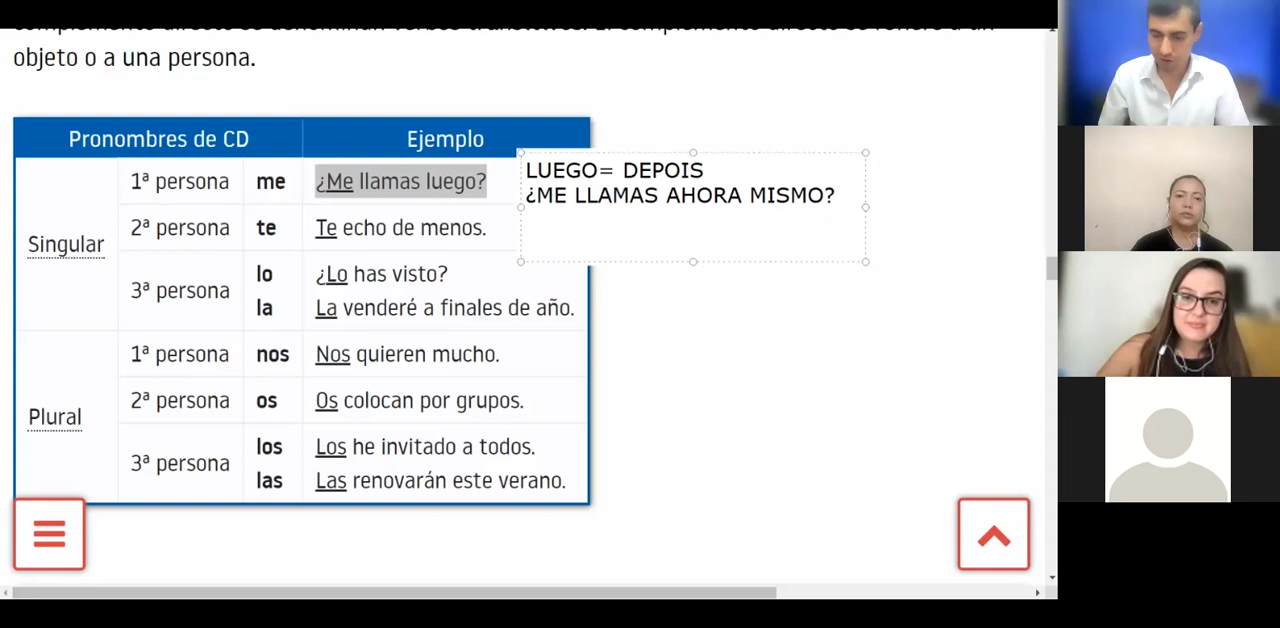 objeto o a una persona.
Pronombres de CD Ejemplo
Singular
1ª persona me ¿Me llamas luego?
2ª persona te Te echo de menos.
3ª persona
lo ¿Lo has visto?
la La venderé a finales de año.
Plural
1ª persona nos Nos quieren mucho.
2ª persona os Os colocan por grupos.
3ª persona
los Los he invitado a todos.
las Las renovarán este verano.
LUEGO= DEPOIS
¿ME LLAMAS AHORA MISMO?